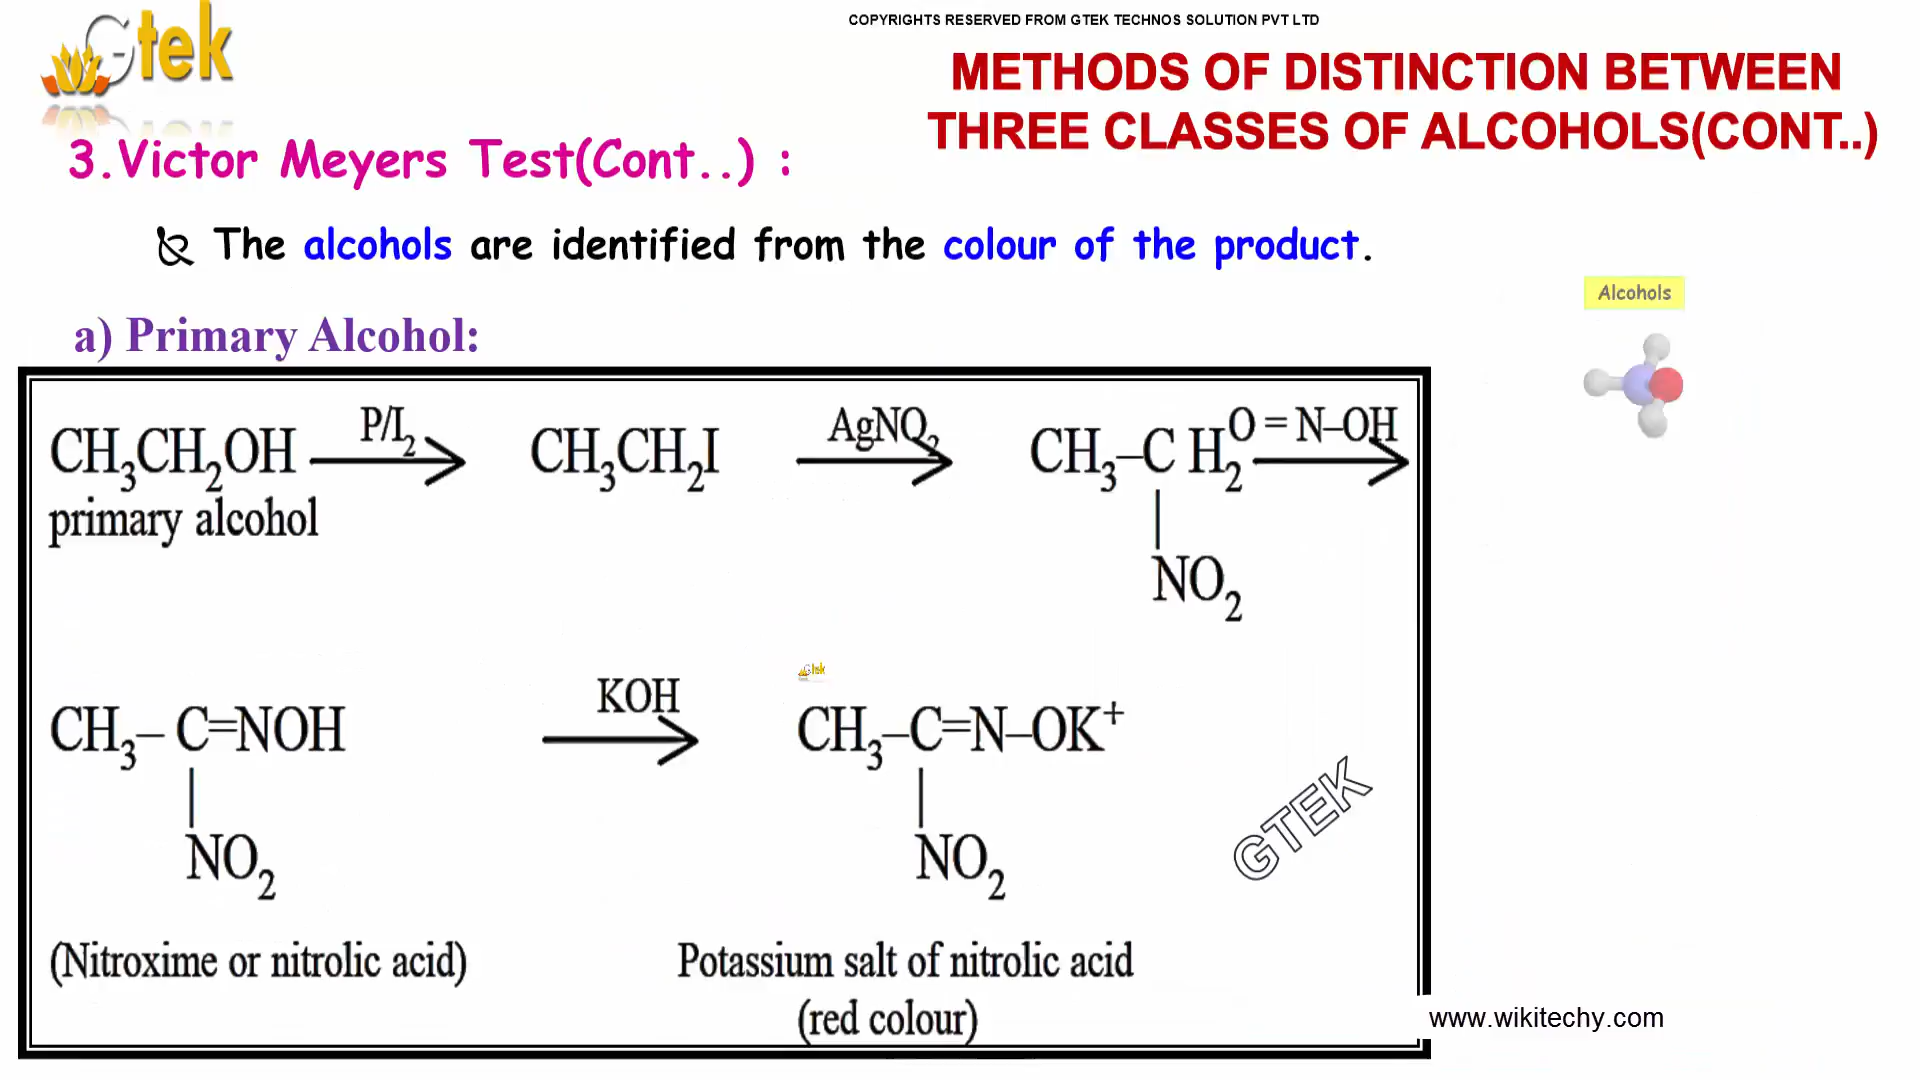 Gtek
COPYRIGHTS RESERVED FROM GTEK TECHNOS SOLUTION PVT LTD
METHODS OF DISTINCTION BETWEEN
THREE CLASSES OF ALCOHOLS(CONT..)
3.Victor Meyers Test(Cont..) :
The alcohols are identified from the colour of the product.
Alcohols
a) Primary Alcohol:
CH₃CH₂OH P/I₂ CH₃CH₂I AgNO₂ CH₃–C H₂ O = N–OH
primary alcohol
NO₂
Gtek
CH₃– C=NOH KOH CH₃–C=N–OK⁺
NO₂ NO₂
GTEK
(Nitroxime or nitrolic acid) Potassium salt of nitrolic acid
(red colour)
www.wikitechy.com